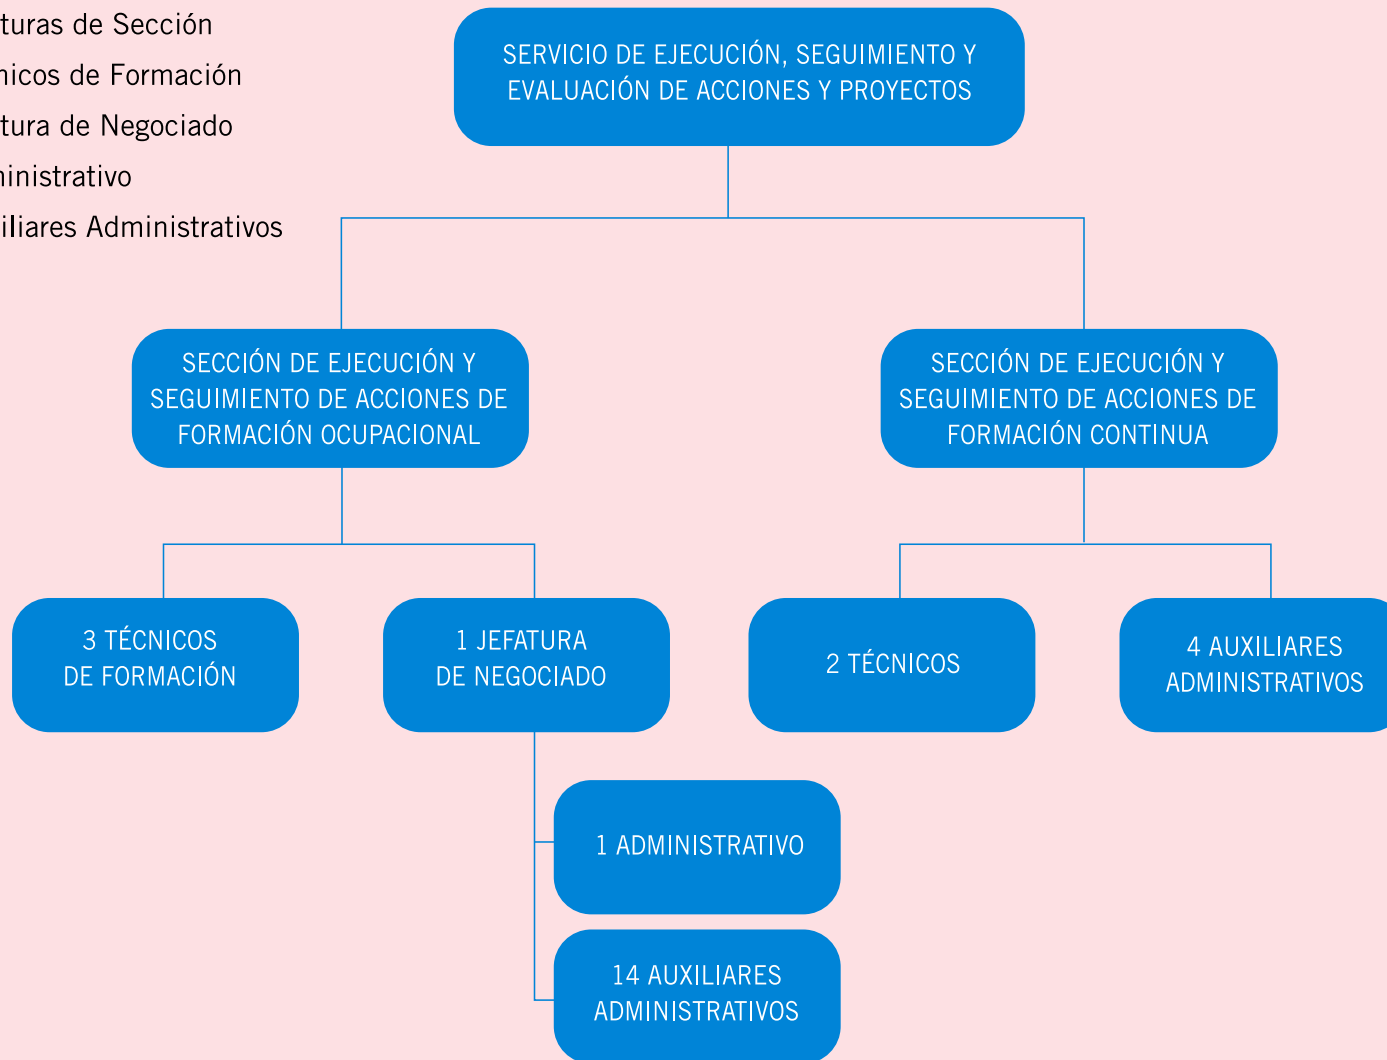 turas de Sección
nicos de Formación
tura de Negociado
inistrativo
iliares Administrativos
SERVICIO DE EJECUCIÓN, SEGUIMIENTO Y
EVALUACIÓN DE ACCIONES Y PROYECTOS
SECCIÓN DE EJECUCIÓN Y
SEGUIMIENTO DE ACCIONES DE
FORMACIÓN OCUPACIONAL
SECCIÓN DE EJECUCIÓN Y
SEGUIMIENTO DE ACCIONES DE
FORMACIÓN CONTINUA
3 TÉCNICOS
DE FORMACIÓN
1 JEFATURA
DE NEGOCIADO
2 TÉCNICOS
4 AUXILIARES
ADMINISTRATIVOS
1 ADMINISTRATIVO
14 AUXILIARES
ADMINISTRATIVOS